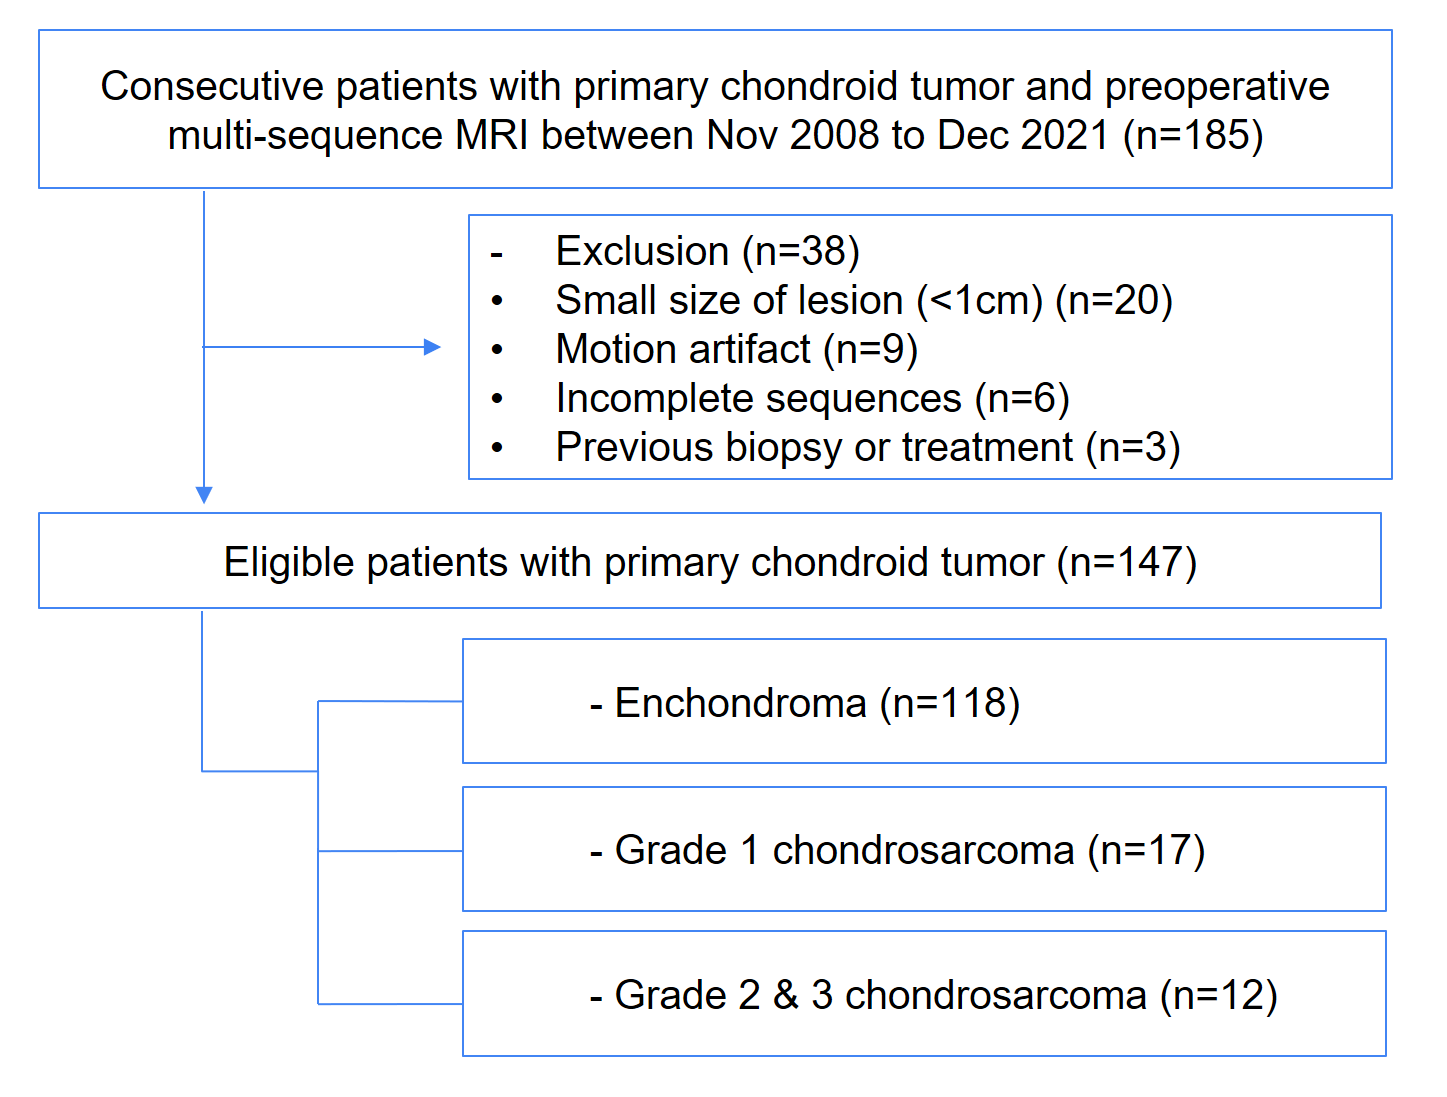 Consecutive patients with primary chondroid tumor and preoperative
multi-sequence MRI between Nov 2008 to Dec 2021 (n=185)
- Exclusion (n=38)
• Small size of lesion (<1cm) (n=20)
• Motion artifact (n=9)
• Incomplete sequences (n=6)
• Previous biopsy or treatment (n=3)
Eligible patients with primary chondroid tumor (n=147)
- Enchondroma (n=118)
- Grade 1 chondrosarcoma (n=17)
- Grade 2 & 3 chondrosarcoma (n=12)